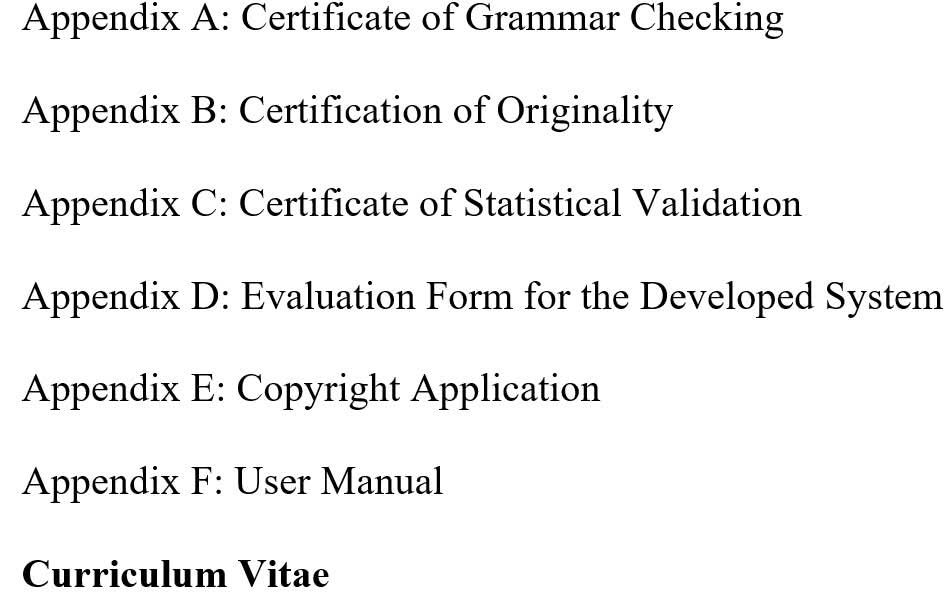 Appendix A: Certificate of Grammar Checking
Appendix B: Certification of Originality
Appendix C: Certificate of Statistical Validation
Appendix D: Evaluation Form for the Developed System
Appendix E: Copyright Application
Appendix F: User Manual
Curriculum Vitae